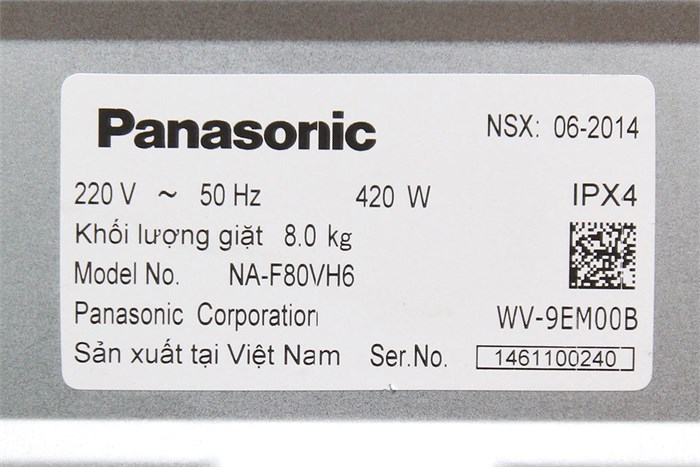 Panasonic NSX: 06-2014
220 V ~ 50 Hz 420 W IPX4
Khối lượng giặt 8.0 kg
Model No. NA-F80VH6
Panasonic Corporation WV-9EM00B
Sản xuất tại Việt Nam Ser.No. 1461100240